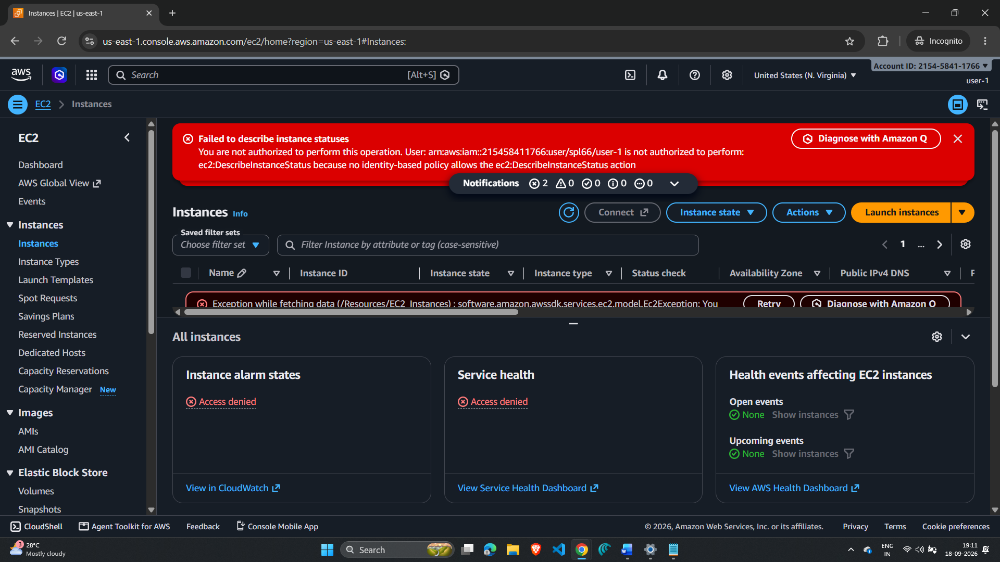 Instances | EC2 | us-east-1
us-east-1.console.aws.amazon.com/ec2/home?region=us-east-1#Instances:
Incognito
aws
Search
[Alt+S]
United States (N. Virginia)
Account ID: 2154-5841-1766
user-1
EC2
Instances
EC2
Dashboard
AWS Global View
Events
Instances
Instances
Instance Types
Launch Templates
Spot Requests
Savings Plans
Reserved Instances
Dedicated Hosts
Capacity Reservations
Capacity Manager New
Images
AMIs
AMI Catalog
Elastic Block Store
Volumes
Snapshots
Failed to describe instance statuses
You are not authorized to perform this operation. User: arn:aws:iam::215458411766:user/spl66/user-1 is not authorized to perform:
ec2:DescribeInstanceStatus because no identity-based policy allows the ec2:DescribeInstanceStatus action
Diagnose with Amazon Q
Notifications 2 0 0 0 0
Instances Info
Connect
Instance state
Actions
Launch instances
Saved filter sets
Choose filter set
Filter Instance by attribute or tag (case-sensitive)
1 ...
Name Instance ID Instance state Instance type Status check Availability Zone Public IPv4 DNS
Exception while fetching data (/Resources/EC2_Instances) : software.amazon.awssdk.services.ec2.model.Ec2Exception: You
Retry
Diagnose with Amazon Q
All instances
Instance alarm states
Access denied
View in CloudWatch
Service health
Access denied
View Service Health Dashboard
Health events affecting EC2 instances
Open events
None Show instances
Upcoming events
None Show instances
View AWS Health Dashboard
CloudShell
Agent Toolkit for AWS
Feedback
Console Mobile App
© 2026, Amazon Web Services, Inc. or its affiliates.
Privacy
Terms
Cookie preferences
3
28°C
Mostly cloudy
Search
ENG
IN
19:11
18-09-2026